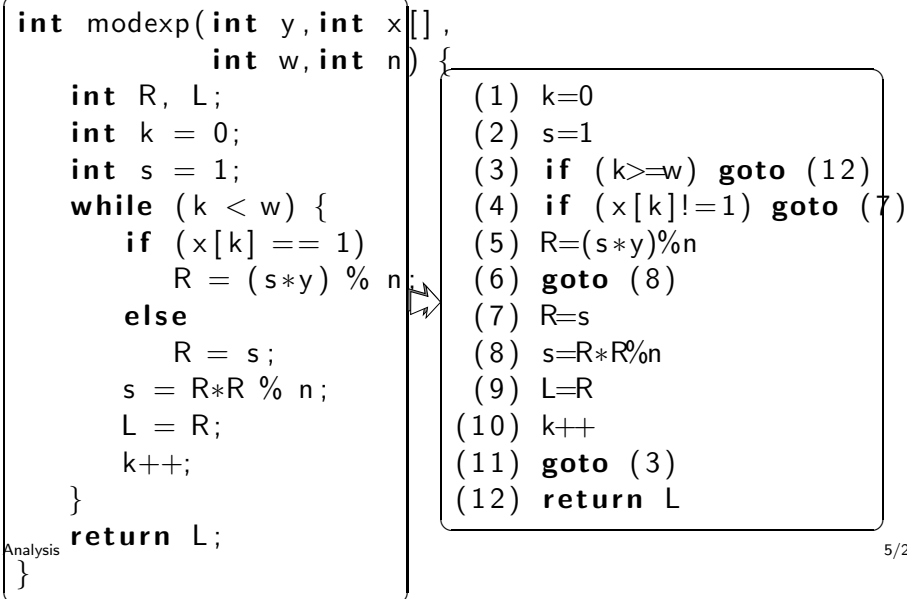 int modexp(int y,int x[],
int w,int n) {
int R, L;
int k = 0;
int s = 1;
while (k < w) {
if (x[k] == 1)
R = (s*y) % n;
else
R = s;
s = R*R % n;
L = R;
k++;
}
return L;
}
(1) k=0
(2) s=1
(3) if (k>=w) goto (12)
(4) if (x[k]!=1) goto (7)
(5) R=(s*y)%n
(6) goto (8)
(7) R=s
(8) s=R*R%n
(9) L=R
(10) k++
(11) goto (3)
(12) return L
Analysis
5/2